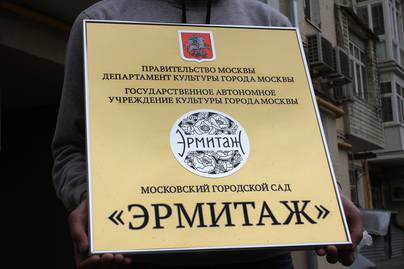 ПРАВИТЕЛЬСТВО МОСКВЫ
ДЕПАРТАМЕНТ КУЛЬТУРЫ ГОРОДА МОСКВЫ
ГОСУДАРСТВЕННОЕ АВТОНОМНОЕ
УЧРЕЖДЕНИЕ КУЛЬТУРЫ ГОРОДА МОСКВЫ
ЭРМИТАЖ
МОСКОВСКИЙ ГОРОДСКОЙ САД
«ЭРМИТАЖ»